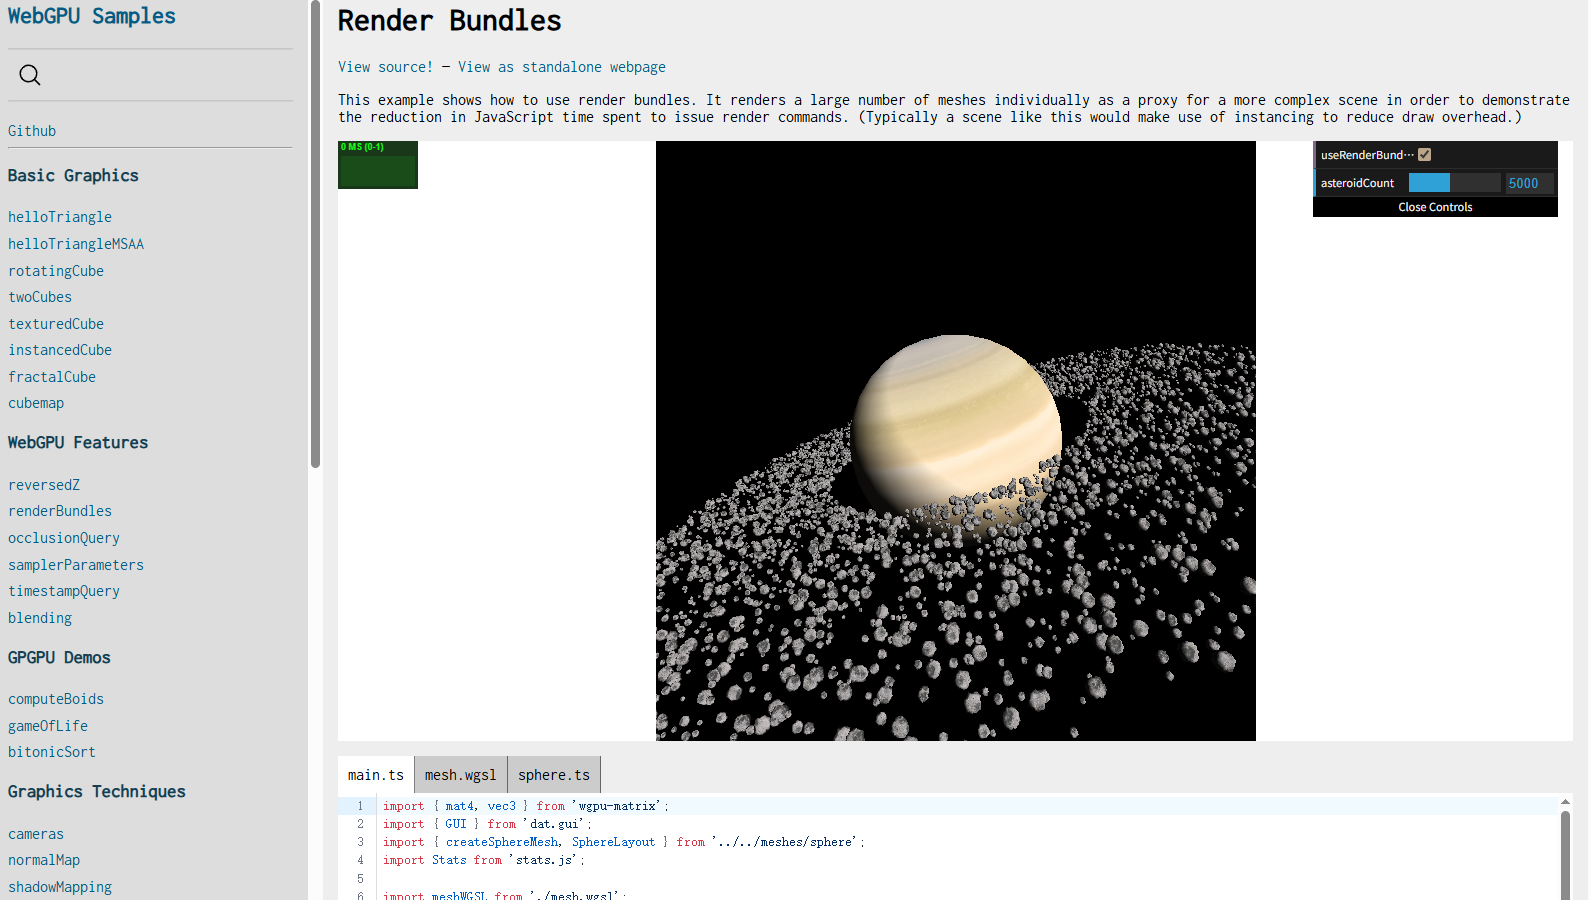 WebGPU Samples
Github
Basic Graphics
helloTriangle
helloTriangleMSAA
rotatingCube
twoCubes
texturedCube
instancedCube
fractalCube
cubemap
WebGPU Features
reversedZ
renderBundles
occlusionQuery
samplerParameters
timestampQuery
blending
GPGPU Demos
computeBoids
gameOfLife
bitonicSort
Graphics Techniques
cameras
normalMap
shadowMapping
Render Bundles
View source! — View as standalone webpage
This example shows how to use render bundles. It renders a large number of meshes individually as a proxy for a more complex scene in order to demonstrate
the reduction in JavaScript time spent to issue render commands. (Typically a scene like this would make use of instancing to reduce draw overhead.)
0 MS (0-1)
useRenderBund…
asteroidCount 5000
Close Controls
main.ts mesh.wgsl sphere.ts
1 import { mat4, vec3 } from 'wgpu-matrix';
2 import { GUI } from 'dat.gui';
3 import { createSphereMesh, SphereLayout } from '../../meshes/sphere';
4 import Stats from 'stats.js';
5
6 import meshWGSL from './mesh.wgsl';